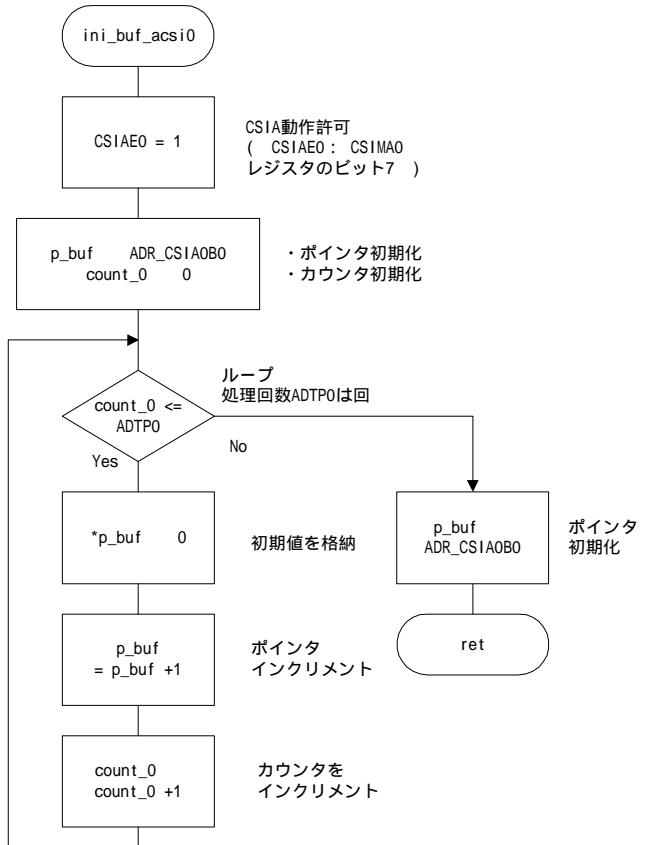 ini_buf_acsi0
CSIAE0 = 1
CSIA動作許可
( CSIAE0 : CSIMA0
レジスタのビット7 )
p_buf ADR_CSIA0B0
count_0 0
・ポインタ初期化
・カウンタ初期化
ループ
処理回数ADTP0は回
count_0 <=
ADTP0
Yes
No
*p_buf 0
初期値を格納
p_buf
ADR_CSIA0B0
ポインタ
初期化
p_buf
= p_buf +1
ポインタ
インクリメント
ret
count_0
count_0 +1
カウンタを
インクリメント